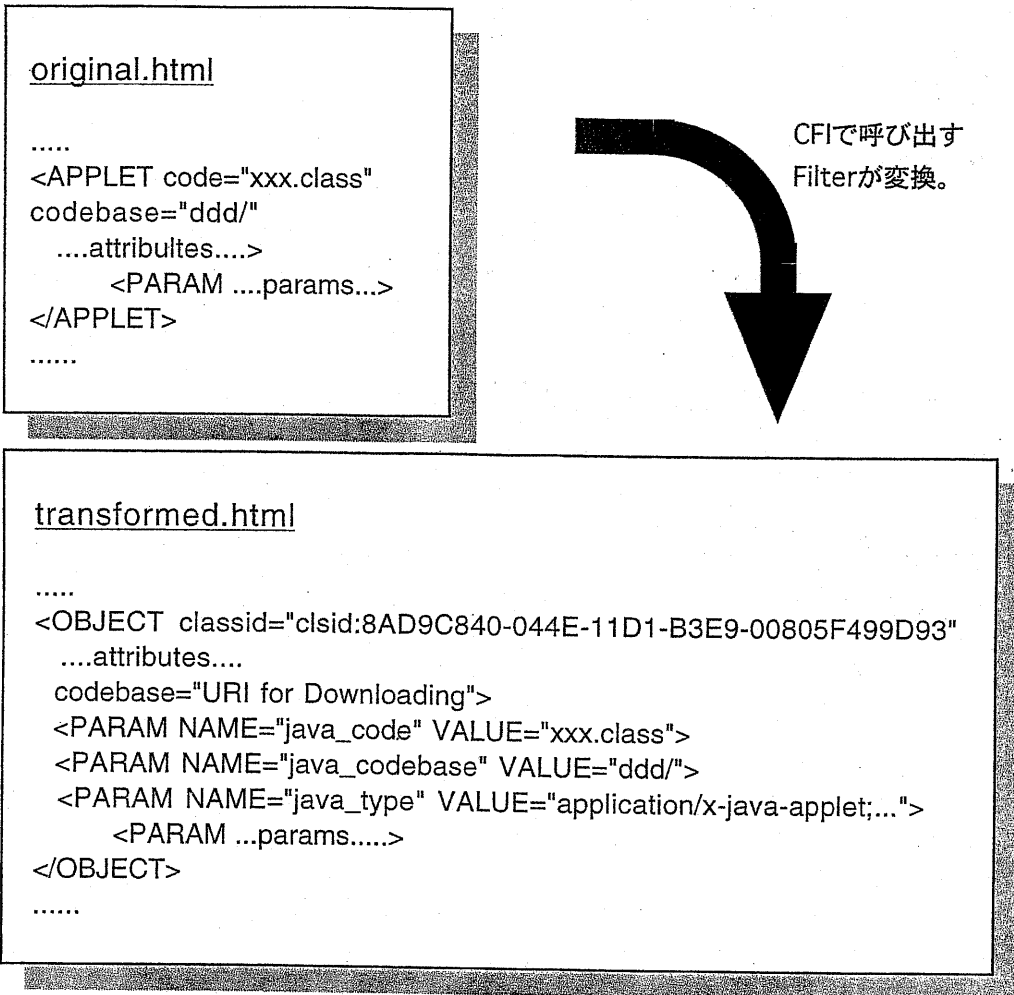 original.html
.....
<APPLET code="xxx.class"
codebase="ddd/"
....attribultes....>
<PARAM ....params...>
</APPLET>
......
CFIで呼び出す
Filterが変換。
transformed.html
.....
<OBJECT classid="clsid:8AD9C840-044E-11D1-B3E9-00805F499D93"
....attributes....
codebase="URI for Downloading">
<PARAM NAME="java_code" VALUE="xxx.class">
<PARAM NAME="java_codebase" VALUE="ddd/">
<PARAM NAME="java_type" VALUE="application/x-java-applet;...">
<PARAM ...params.....>
</OBJECT>
......